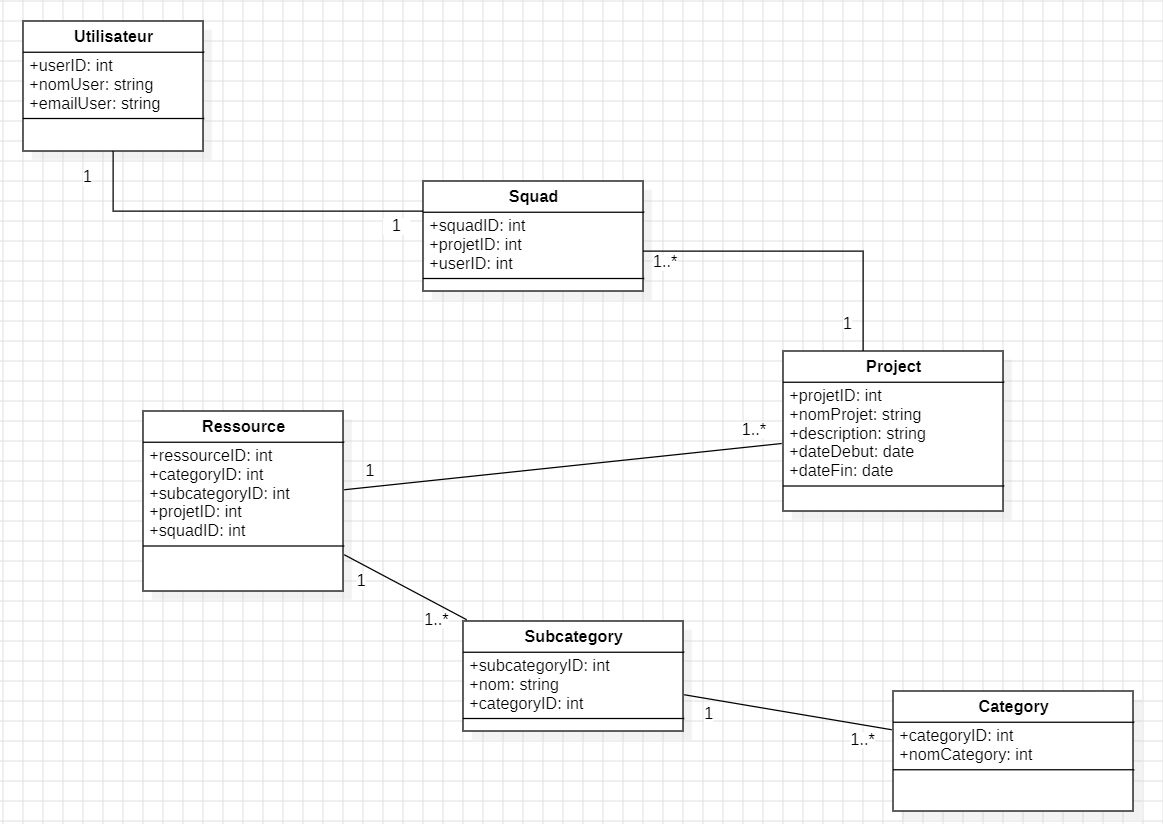 Utilisateur
+userID: int
+nomUser: string
+emailUser: string
1
1
Squad
+squadID: int
+projetID: int
+userID: int
1..*
1
Project
+projetID: int
+nomProjet: string
+description: string
+dateDebut: date
+dateFin: date
1..*
1
Ressource
+ressourceID: int
+categoryID: int
+subcategoryID: int
+projetID: int
+squadID: int
1
1..*
Subcategory
+subcategoryID: int
+nom: string
+categoryID: int
1
1..*
Category
+categoryID: int
+nomCategory: int